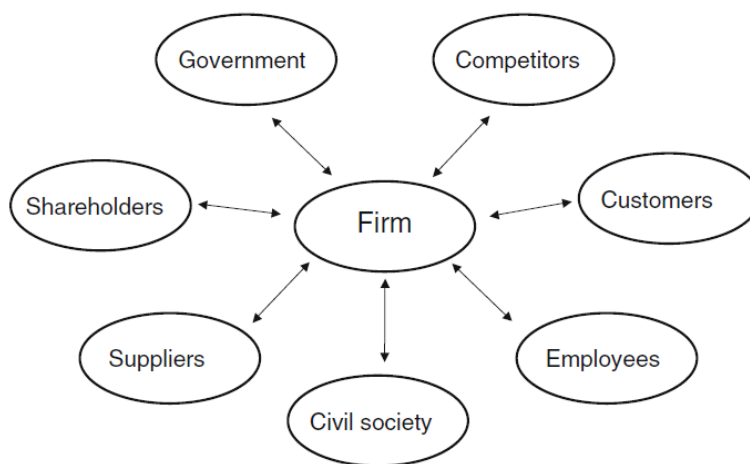 Government
Competitors
Shareholders
Firm
Customers
Suppliers
Employees
Civil society